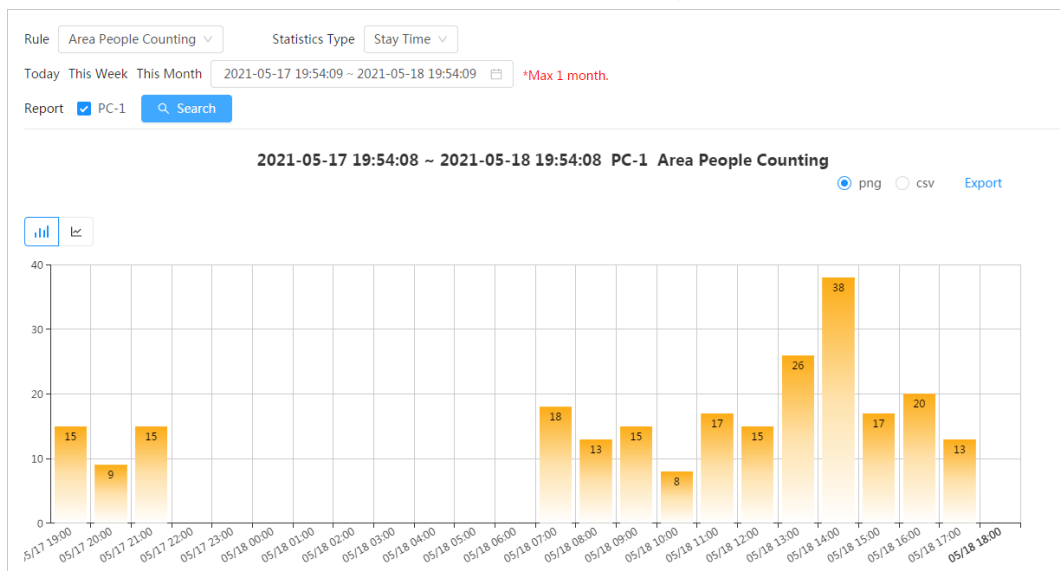 Rule Area People Counting Statistics Type Stay Time
Today This Week This Month 2021-05-17 19:54:09 ~ 2021-05-18 19:54:09 *Max 1 month.
Report PC-1 Search
2021-05-17 19:54:08 ~ 2021-05-18 19:54:08 PC-1 Area People Counting
png csv Export
40
30
20
10
0
15 9 15 18 13 15 8 17 15 26 38 17 20 13
5/17 19:00 05/17 20:00 05/17 21:00 05/17 22:00 05/17 23:00 05/18 00:00 05/18 01:00 05/18 02:00 05/18 03:00 05/18 04:00 05/18 05:00 05/18 06:00 05/18 07:00 05/18 08:00 05/18 09:00 05/18 10:00 05/18 11:00 05/18 12:00 05/18 13:00 05/18 14:00 05/18 15:00 05/18 16:00 05/18 17:00 05/18 18:00